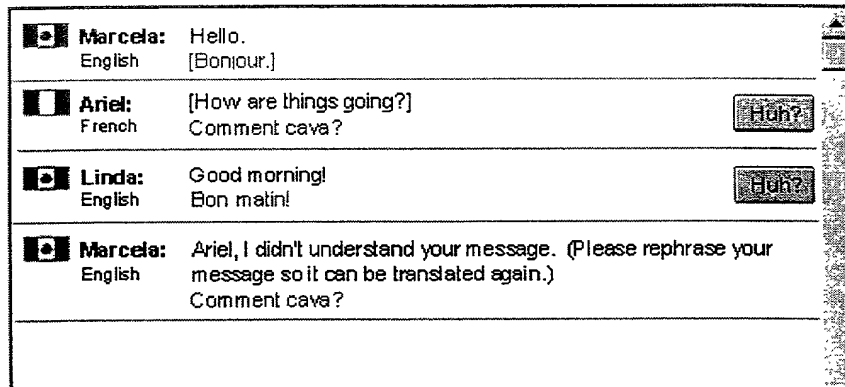 Marcela: Hello.
English [Bonjour.]
Ariel: [How are things going?]
French Comment cava?
Huh?
Linda: Good morning!
English Bon matin!
Huh?
Marcela: Ariel, I didn't understand your message. (Please rephrase your
English message so it can be translated again.)
Comment cava?